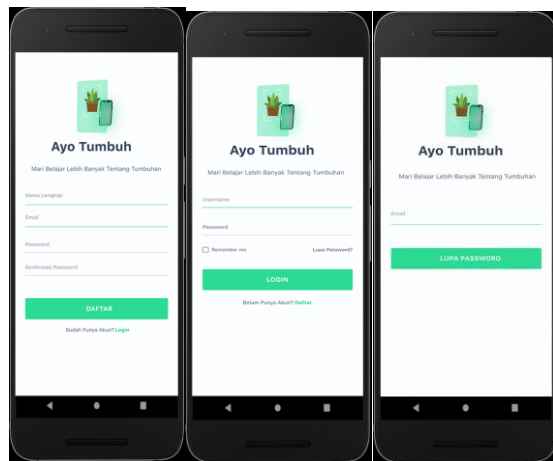 Ayo Tumbuh
Mari Belajar Lebih Banyak Tentang Tumbuhan
Nama Lengkap
Email
Password
Konfirmasi Password
DAFTAR
Sudah Punya Akun? Login
Ayo Tumbuh
Mari Belajar Lebih Banyak Tentang Tumbuhan
Username
Password
Remember me Lupa Password?
LOGIN
Belum Punya Akun? Daftar
Ayo Tumbuh
Mari Belajar Lebih Banyak Tentang Tumbuhan
Email
LUPA PASSWORD